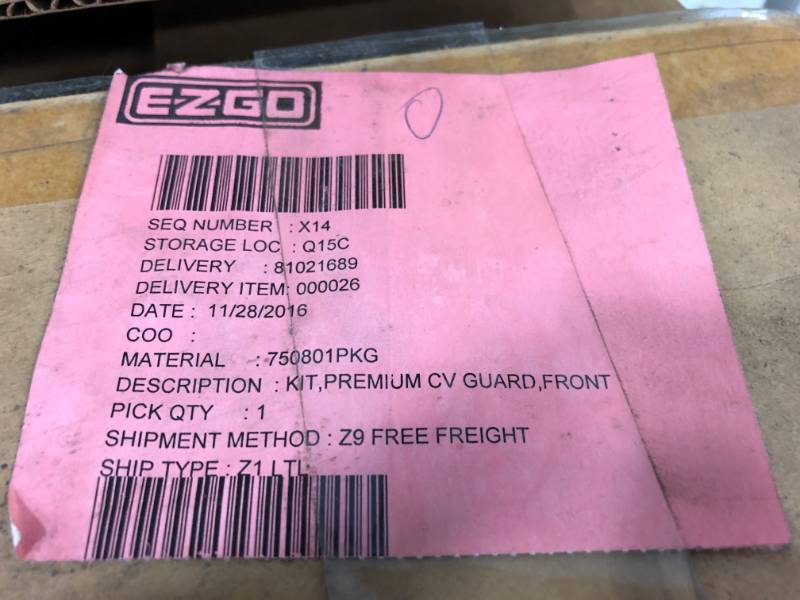 E-Z-GO
SEQ NUMBER : X14
STORAGE LOC : Q15C
DELIVERY : 81021689
DELIVERY ITEM: 000026
DATE : 11/28/2016
COO :
MATERIAL : 750801PKG
DESCRIPTION : KIT,PREMIUM CV GUARD,FRONT
PICK QTY : 1
SHIPMENT METHOD : Z9 FREE FREIGHT
SHIP TYPE : Z1 LTL